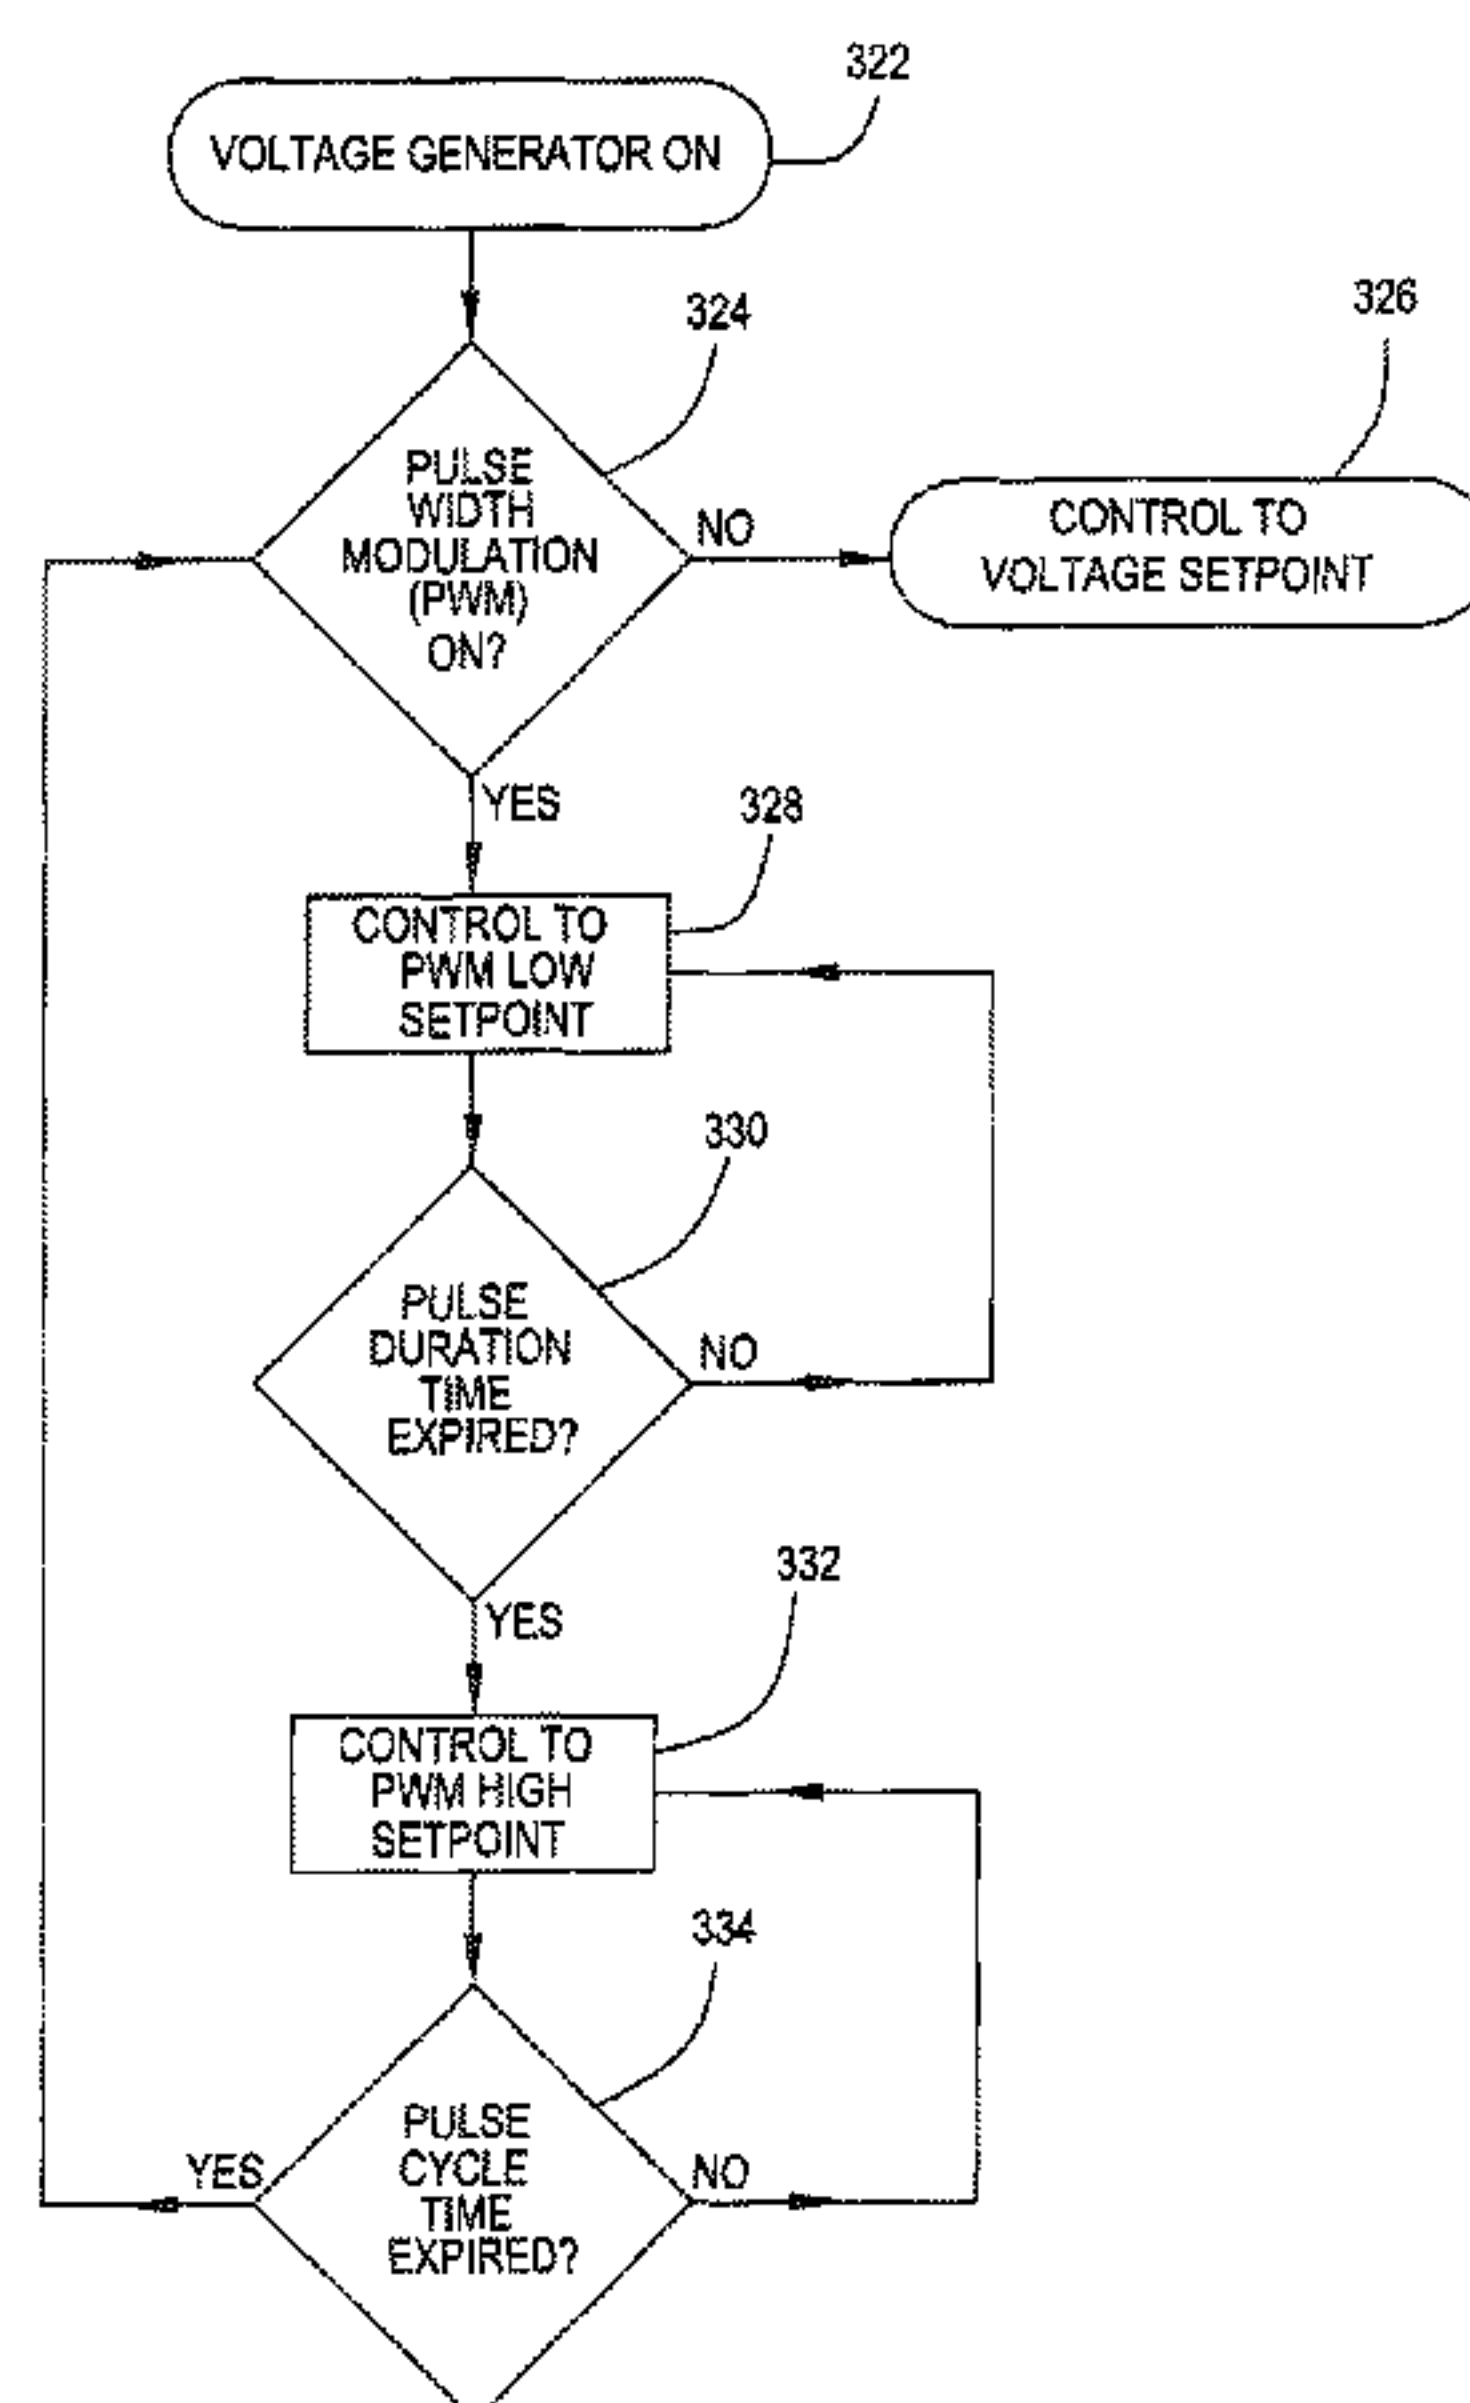 322
VOLTAGE GENERATOR ON
324
326
PULSE
WIDTH
MODULATION
(PWM)
ON?
NO
CONTROL TO
VOLTAGE SETPOINT
YES
328
CONTROL TO
PWM LOW
SETPOINT
330
PULSE
DURATION
TIME
EXPIRED?
NO
YES
332
CONTROL TO
PWM HIGH
SETPOINT
334
PULSE
CYCLE
TIME
EXPIRED?
YES
NO